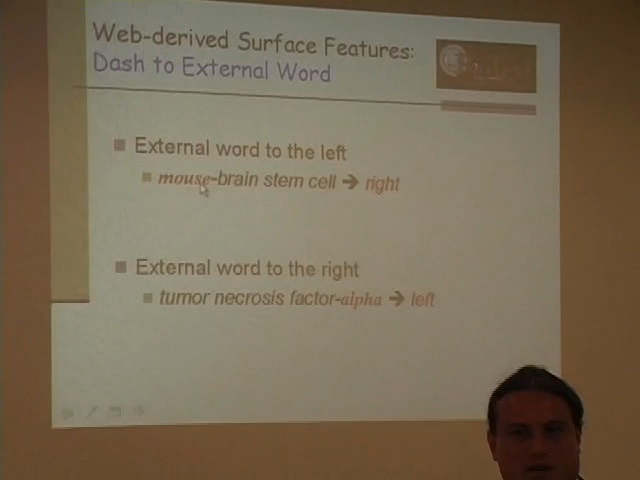 Web-derived Surface Features:
Dash to External Word
External word to the left
mouse-brain stem cell ➔ right
External word to the right
tumor necrosis factor-alpha ➔ left